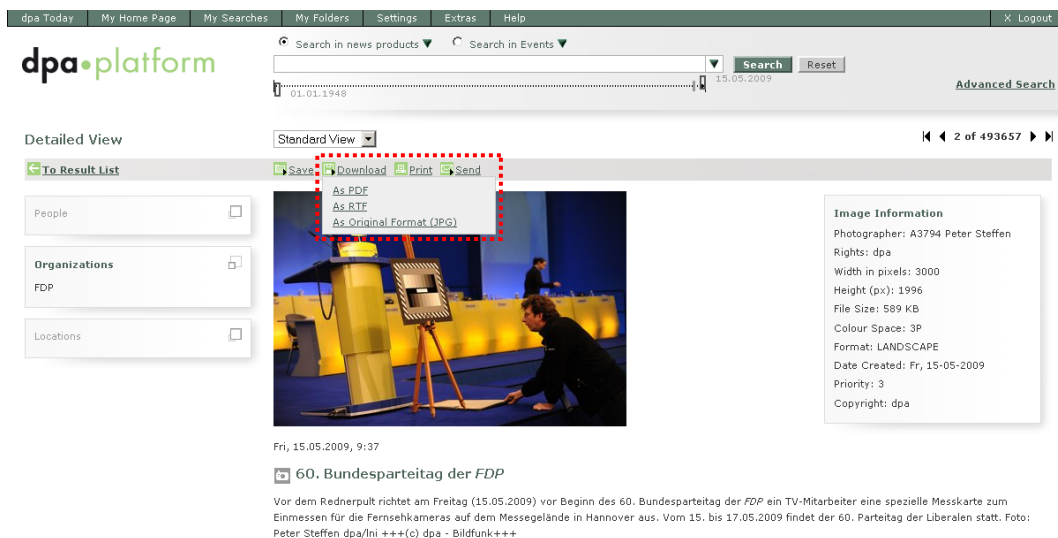 dpa Today My Home Page My Searches My Folders Settings Extras Help X Logout
dpa•platform
Search in news products ▼ Search in Events ▼
Search Reset
01.01.1948 15.05.2009
Advanced Search
Detailed View
Standard View
2 of 493657
To Result List
Save Download Print Send
As PDF
As RTF
As Original Format (JPG)
People
Organizations
FDP
Locations
Image Information
Photographer: A3794 Peter Steffen
Rights: dpa
Width in pixels: 3000
Height (px): 1996
File Size: 589 KB
Colour Space: 3P
Format: LANDSCAPE
Date Created: Fr, 15-05-2009
Priority: 3
Copyright: dpa
Fri, 15.05.2009, 9:37
60. Bundesparteitag der FDP
Vor dem Rednerpult richtet am Freitag (15.05.2009) vor Beginn des 60. Bundesparteitag der FDP ein TV-Mitarbeiter eine spezielle Messkarte zum
Einmessen für die Fernsehkameras auf dem Messegelände in Hannover aus. Vom 15. bis 17.05.2009 findet der 60. Parteitag der Liberalen statt. Foto:
Peter Steffen dpa/lni +++(c) dpa - Bildfunk+++